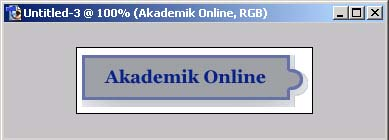 Untitled-3 @ 100% (Akademik Online, RGB)
Akademik Online